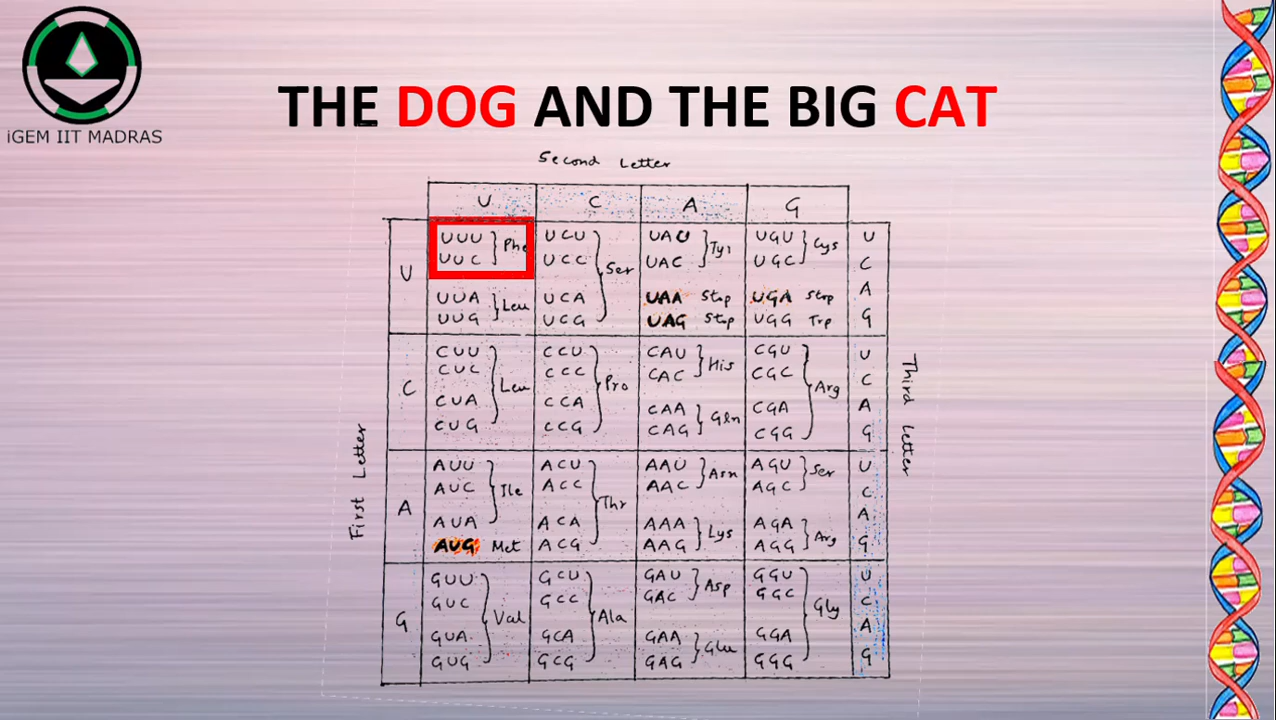 iGEM IIT MADRAS
THE DOG AND THE BIG CAT
Second Letter
U C A G
First Letter
Third Letter
U
UUU
UUC
Phe
UUA
UUG
Leu
UCU
UCC
UCA
UCG
Ser
UAU
UAC
Tyr
UAA Stop
UAG Stop
UGU
UGC
Cys
UGA Stop
UGG Trp
U
C
A
G
C
CUU
CUC
CUA
CUG
Leu
CCU
CCC
CCA
CCG
Pro
CAU
CAC
His
CAA
CAG
Gln
CGU
CGC
CGA
CGG
Arg
U
C
A
G
A
AUU
AUC
AUA
Ile
AUG Met
ACU
ACC
ACA
ACG
Thr
AAU
AAC
Asn
AAA
AAG
Lys
AGU
AGC
Ser
AGA
AGG
Arg
U
C
A
G
G
GUU
GUC
GUA
GUG
Val
GCU
GCC
GCA
GCG
Ala
GAU
GAC
Asp
GAA
GAG
Glu
GGU
GGC
GGA
GGG
Gly
U
C
A
G